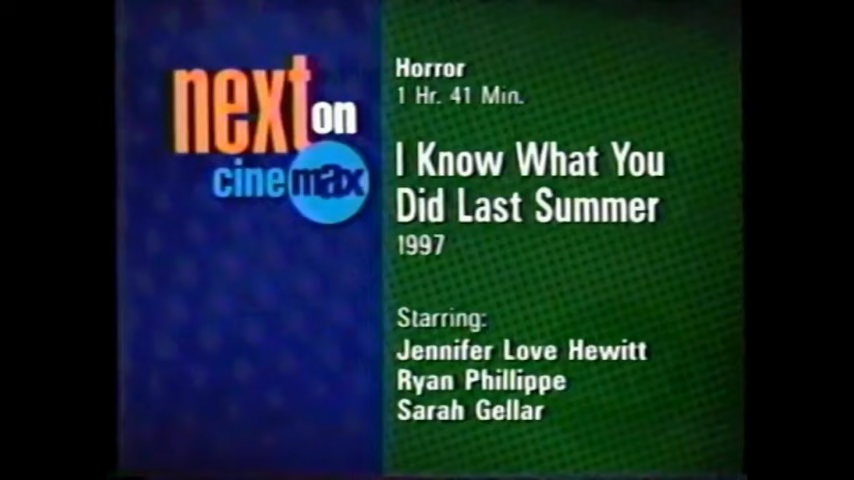 next on
cinemax
Horror
1 Hr. 41 Min.
I Know What You
Did Last Summer
1997
Starring:
Jennifer Love Hewitt
Ryan Phillippe
Sarah Gellar